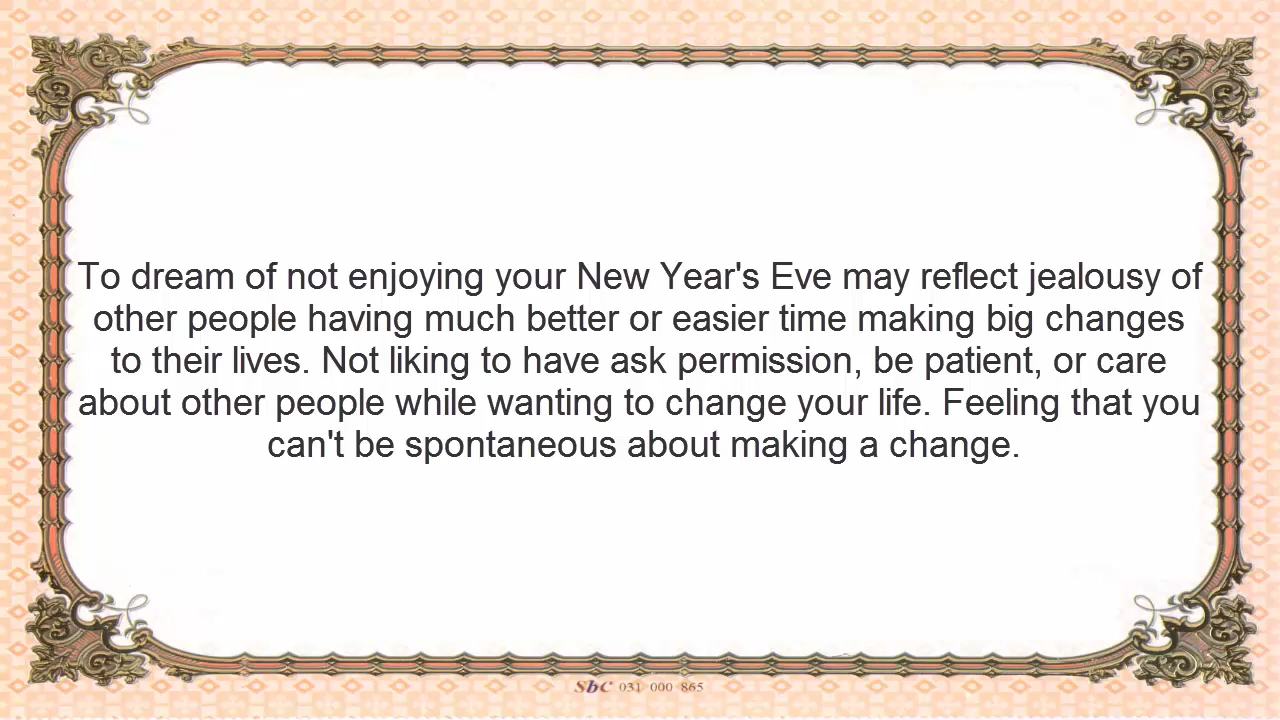 To dream of not enjoying your New Year's Eve may reflect jealousy of
other people having much better or easier time making big changes
to their lives. Not liking to have ask permission, be patient, or care
about other people while wanting to change your life. Feeling that you
can't be spontaneous about making a change.
SbC 031 000 865